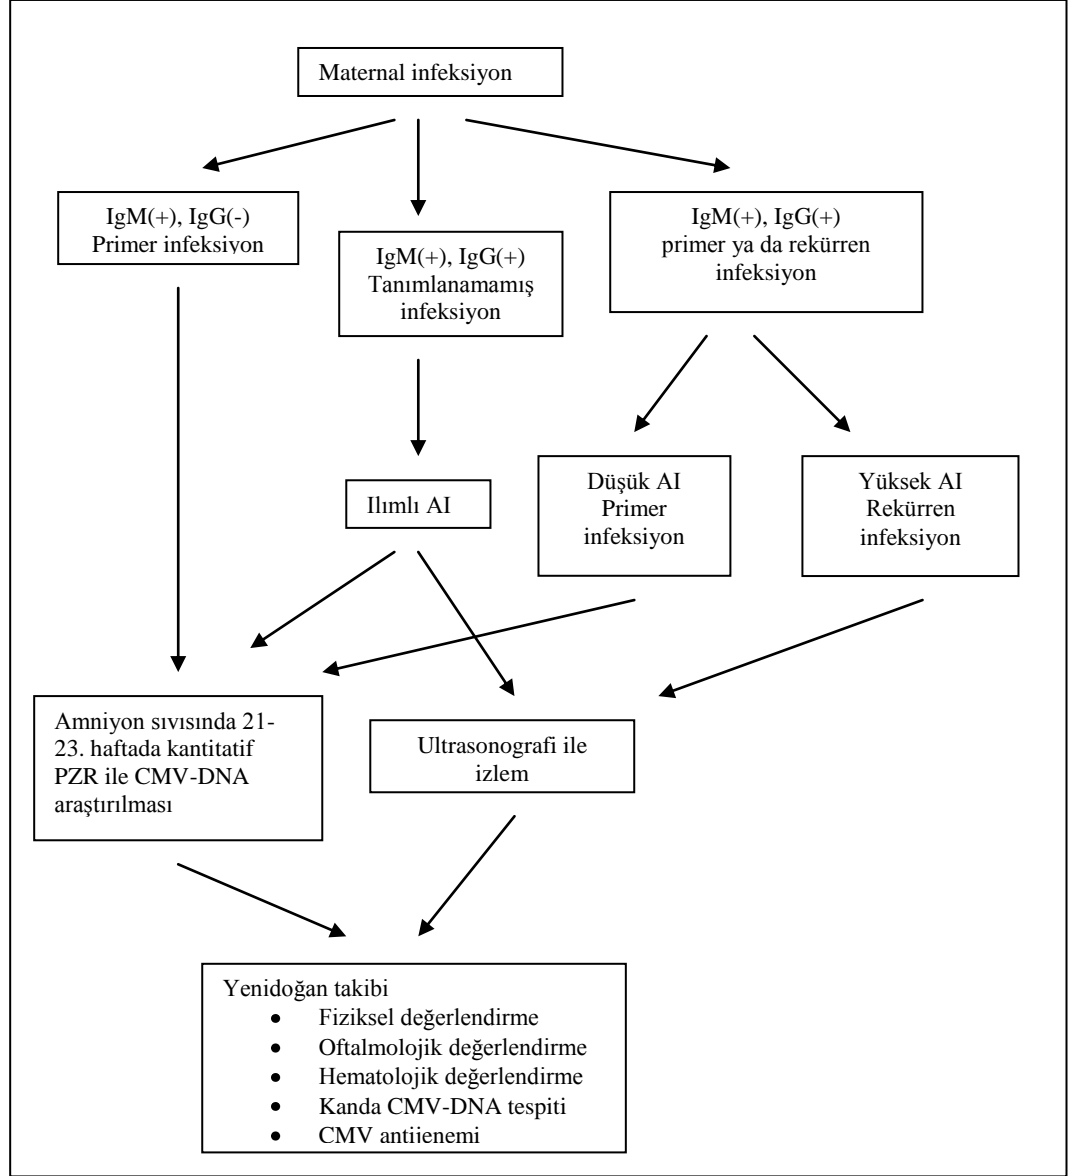 Maternal infeksiyon
IgM(+), IgG(-)
Primer infeksiyon
IgM(+), IgG(+)
Tanımlanamamış
infeksiyon
IgM(+), IgG(+)
primer ya da rekürren
infeksiyon
Ilımlı AI
Düşük AI
Primer
infeksiyon
Yüksek AI
Rekürren
infeksiyon
Amniyon sıvısında 21-
23. haftada kantitatif
PZR ile CMV-DNA
araştırılması
Ultrasonografi ile
izlem
Yenidoğan takibi
• Fiziksel değerlendirme
• Oftalmolojik değerlendirme
• Hematolojik değerlendirme
• Kanda CMV-DNA tespiti
• CMV antijenemi